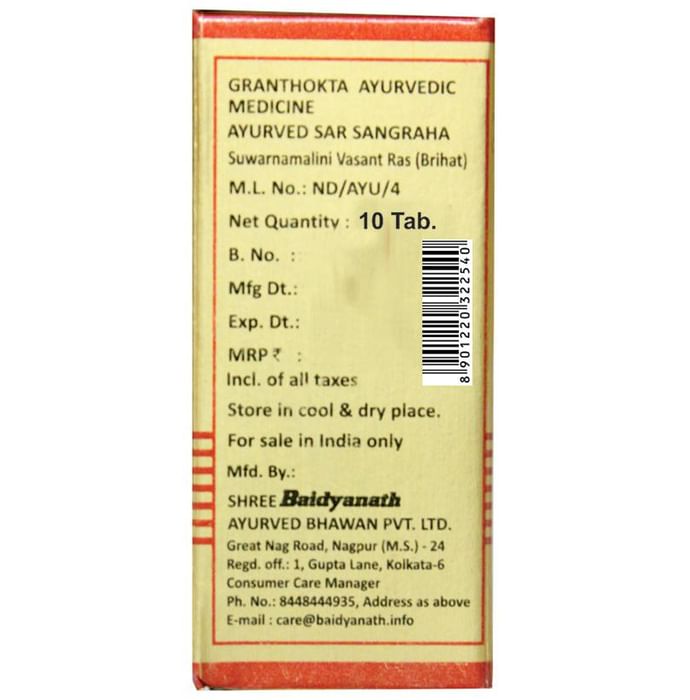 GRANTHOKTA AYURVEDIC
MEDICINE
AYURVED SAR SANGRAHA
Suwarnamalini Vasant Ras (Brihat)
M.L. No.: ND/AYU/4
Net Quantity : 10 Tab.
B. No. :
Mfg Dt.:
Exp. Dt.:
MRP ₹ :
Incl. of all taxes
Store in cool & dry place.
For sale in India only
Mfd. By.:
SHREE Baidyanath
AYURVED BHAWAN PVT. LTD.
Great Nag Road, Nagpur (M.S.) - 24
Regd. off.: 1, Gupta Lane, Kolkata-6
Consumer Care Manager
Ph. No.: 8448444935, Address as above
E-mail : care@baidyanath.info
8 901220 322540